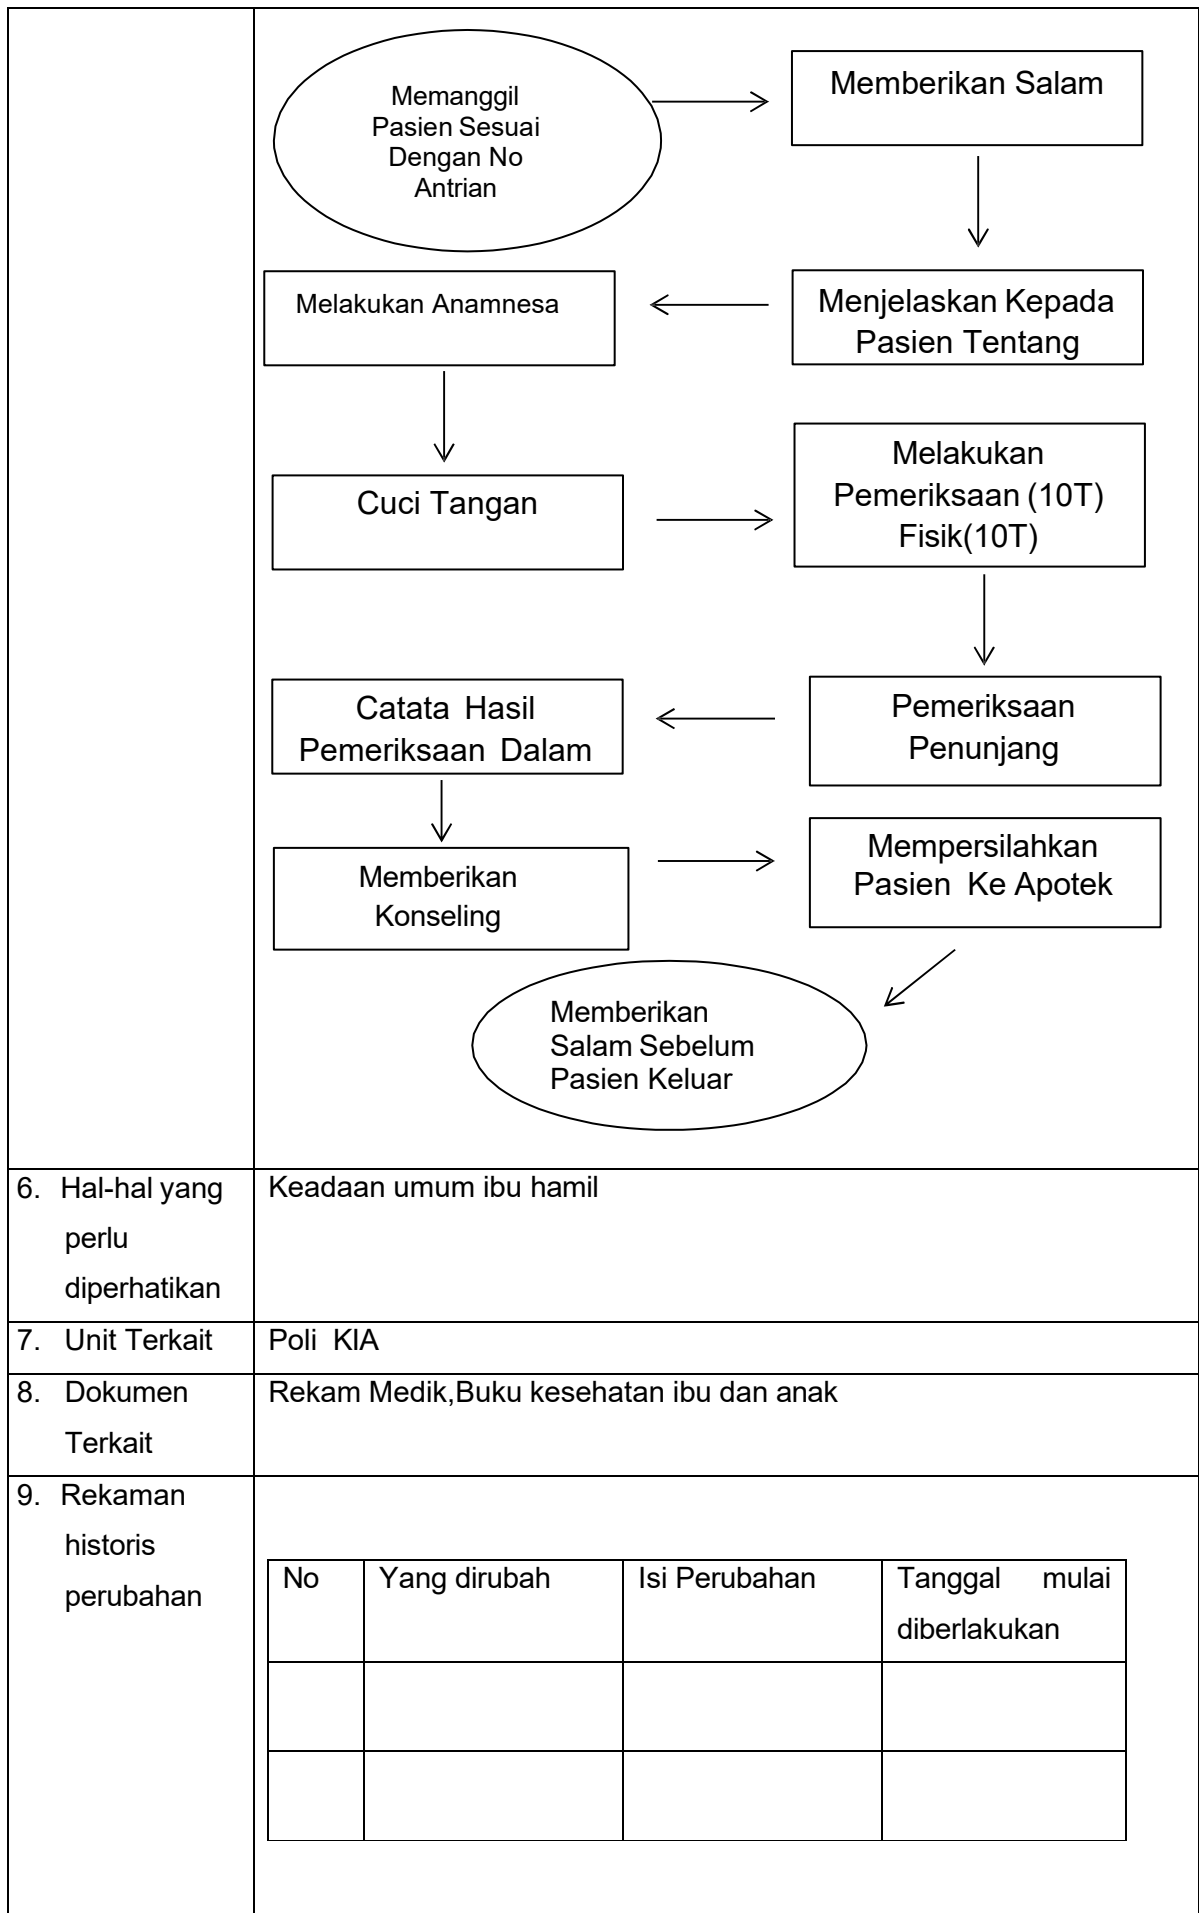 Memanggil
Pasien Sesuai
Dengan No
Antrian
Memberikan Salam
Menjelaskan Kepada
Pasien Tentang
Melakukan Anamnesa
Cuci Tangan
Melakukan
Pemeriksaan (10T)
Fisik(10T)
Pemeriksaan
Penunjang
Catata Hasil
Pemeriksaan Dalam
Memberikan
Konseling
Mempersilahkan
Pasien Ke Apotek
Memberikan
Salam Sebelum
Pasien Keluar
6. Hal-hal yang
perlu
diperhatikan
Keadaan umum ibu hamil
7. Unit Terkait
Poli KIA
8. Dokumen
Terkait
Rekam Medik,Buku kesehatan ibu dan anak
9. Rekaman
historis
perubahan
No
Yang dirubah
Isi Perubahan
Tanggal mulai
diberlakukan